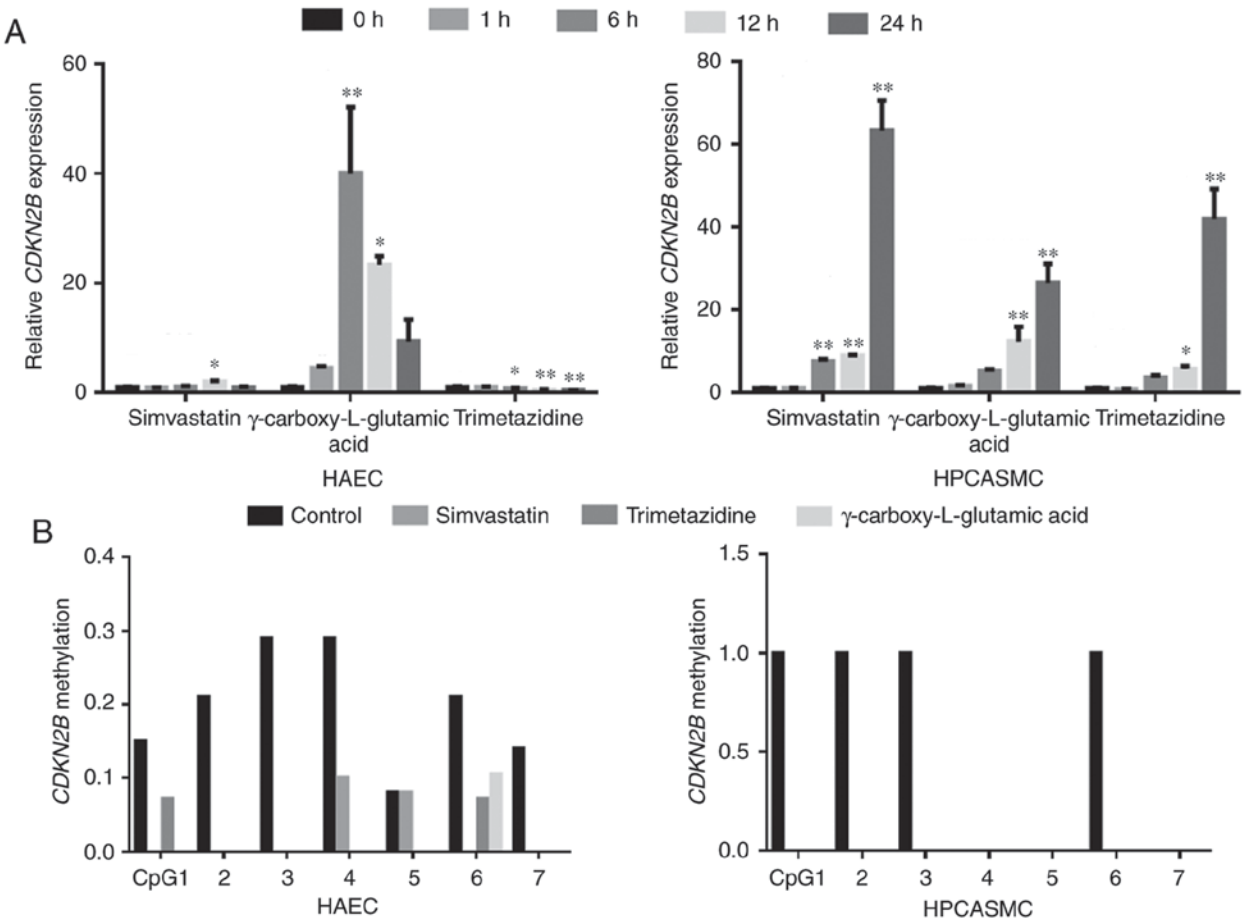 A
0 h 1 h 6 h 12 h 24 h
Relative CDKN2B expression
60
40
20
0
** * * * ** **
Simvastatin γ-carboxy-L-glutamic acid Trimetazidine
HAEC
Relative CDKN2B expression
80
60
40
20
0
** ** ** ** ** * **
Simvastatin γ-carboxy-L-glutamic acid Trimetazidine
HPCASMC
B
Control Simvastatin Trimetazidine γ-carboxy-L-glutamic acid
CDKN2B methylation
0.4
0.3
0.2
0.1
0.0
CpG1 2 3 4 5 6 7
HAEC
CDKN2B methylation
1.5
1.0
0.5
0.0
CpG1 2 3 4 5 6 7
HPCASMC